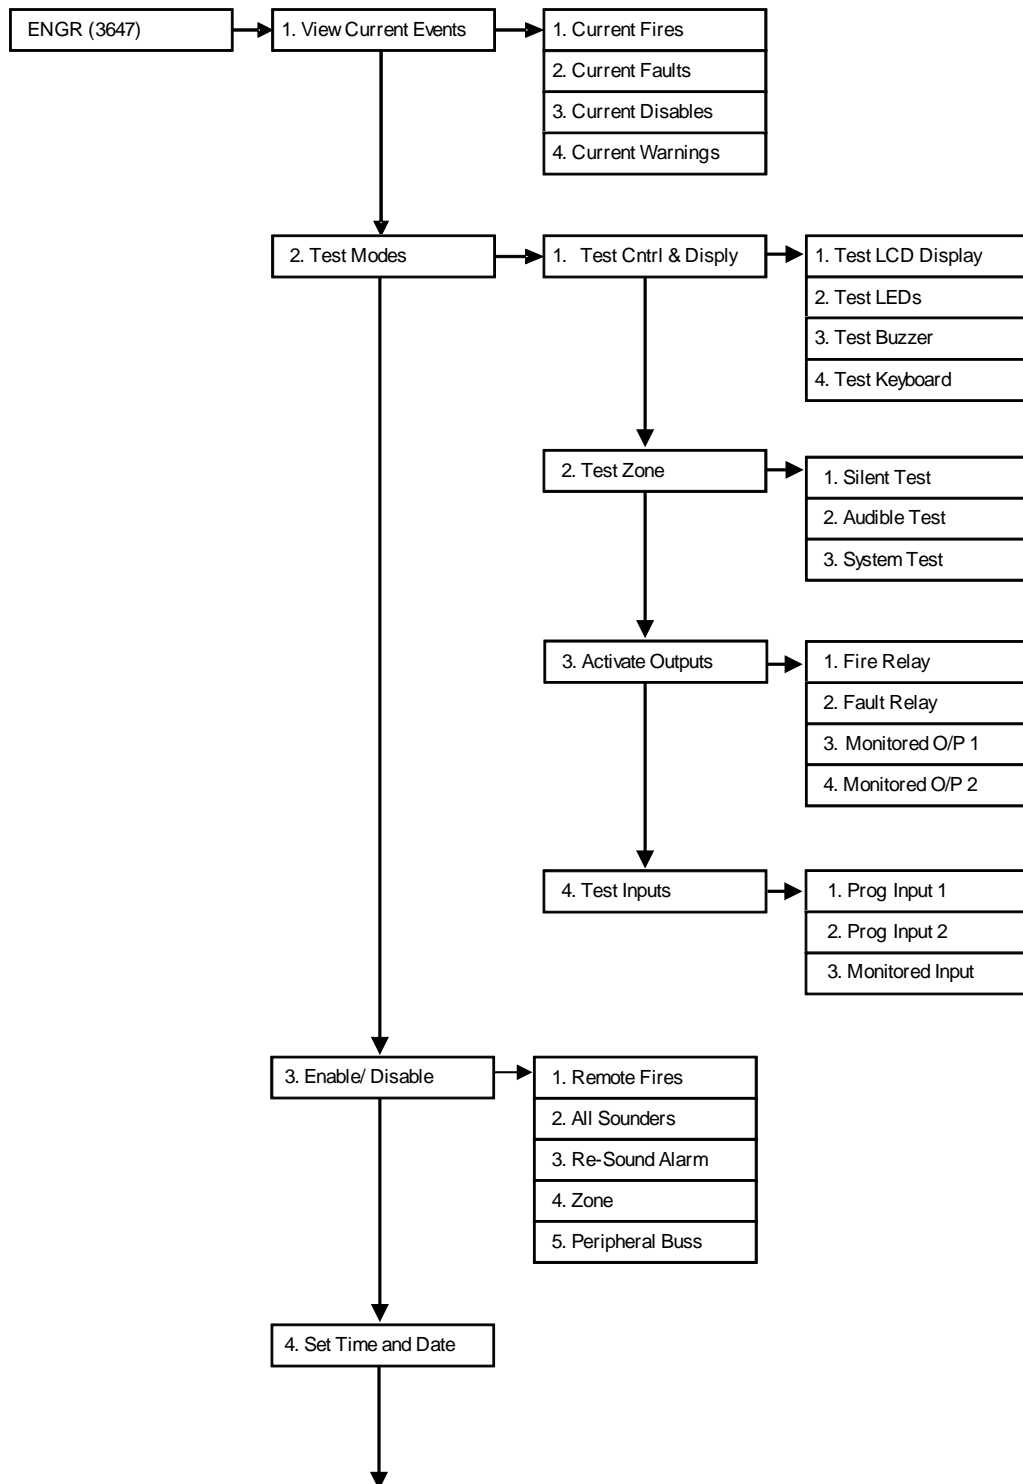 ENGR (3647)
1. View Current Events
1. Current Fires
2. Current Faults
3. Current Disables
4. Current Warnings
2. Test Modes
1. Test Cntrl & Disply
1. Test LCD Display
2. Test LEDs
3. Test Buzzer
4. Test Keyboard
2. Test Zone
1. Silent Test
2. Audible Test
3. System Test
3. Activate Outputs
1. Fire Relay
2. Fault Relay
3. Monitored O/P 1
4. Monitored O/P 2
4. Test Inputs
1. Prog Input 1
2. Prog Input 2
3. Monitored Input
3. Enable/ Disable
1. Remote Fires
2. All Sounders
3. Re-Sound Alarm
4. Zone
5. Peripheral Buss
4. Set Time and Date